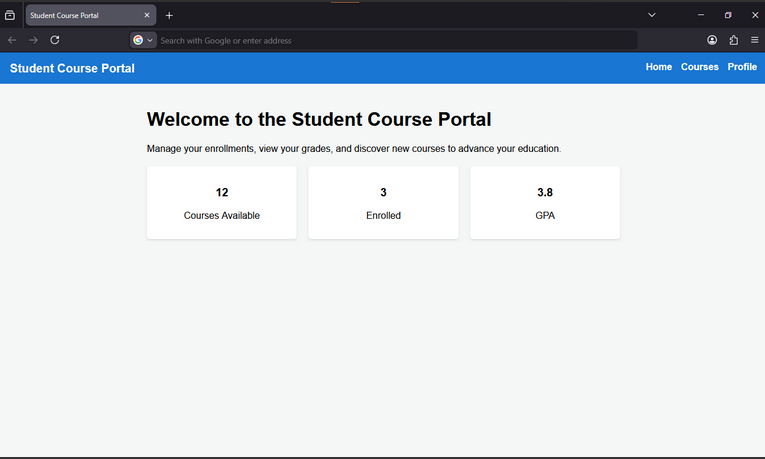 Student Course Portal
Search with Google or enter address
Student Course Portal
Home Courses Profile
Welcome to the Student Course Portal
Manage your enrollments, view your grades, and discover new courses to advance your education.
12
Courses Available
3
Enrolled
3.8
GPA